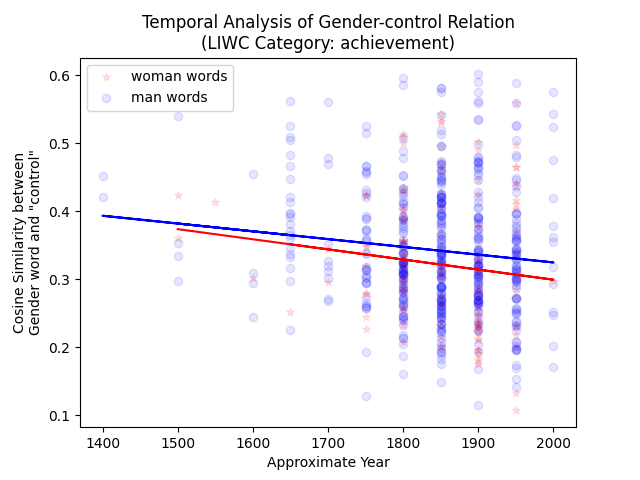 Temporal Analysis of Gender-control Relation
(LIWC Category: achievement)
woman words
man words
0.6
0.5
0.4
0.3
0.2
0.1
Cosine Similarity between
Gender word and "control"
1400 1500 1600 1700 1800 1900 2000
Approximate Year